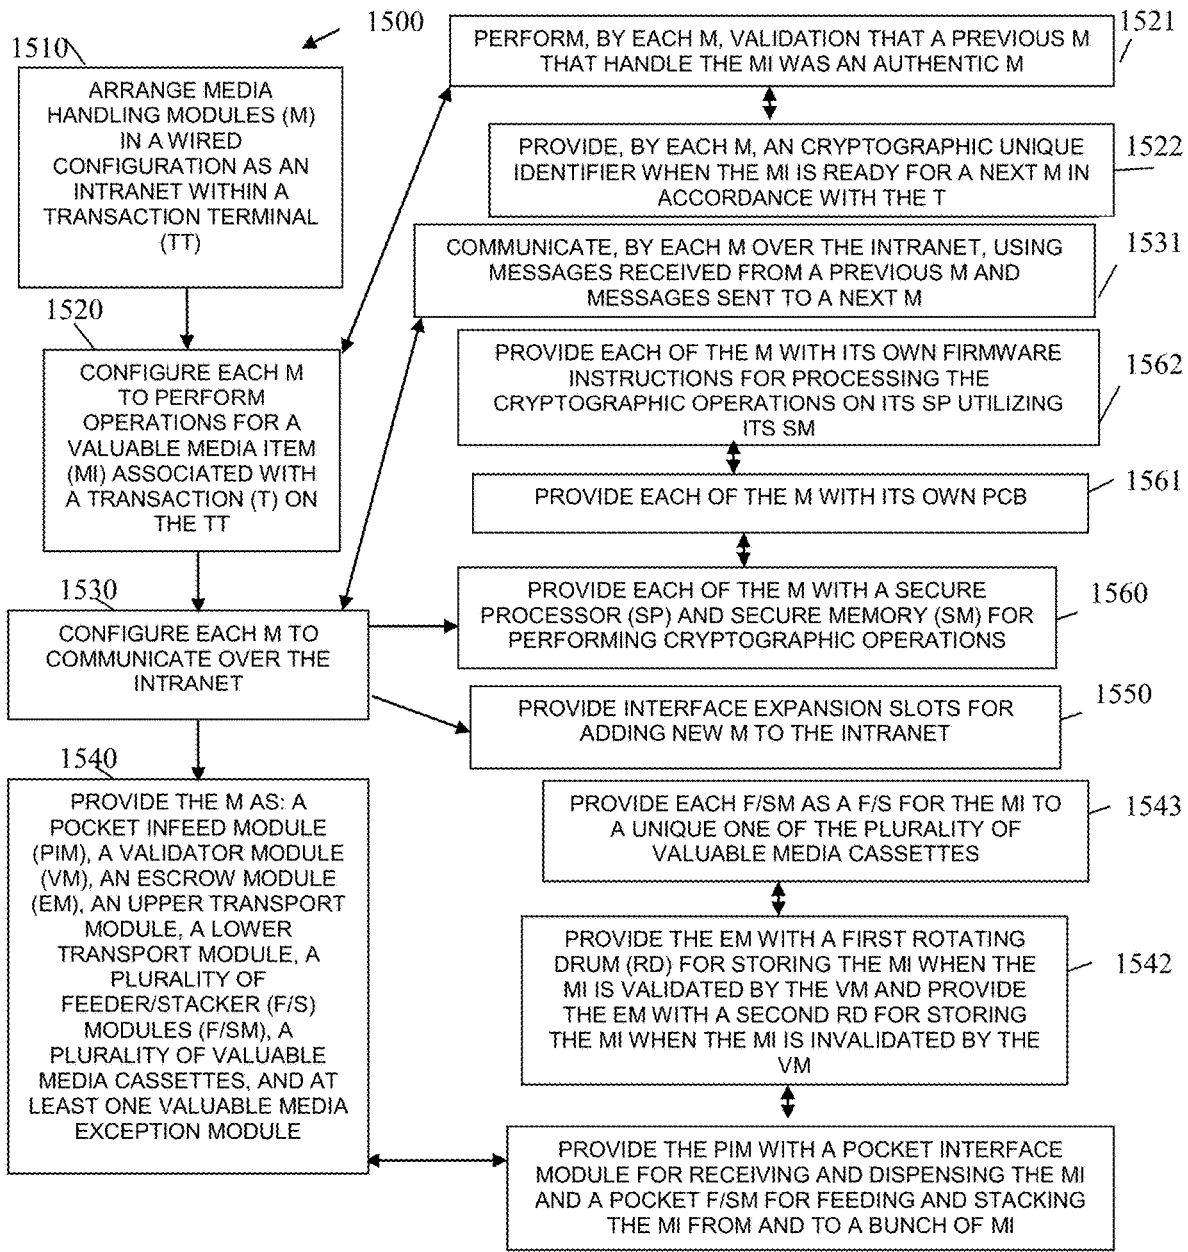 1500
1510
ARRANGE MEDIA
HANDLING MODULES (M)
IN A WIRED
CONFIGURATION AS AN
INTRANET WITHIN A
TRANSACTION TERMINAL
(TT)
1520
CONFIGURE EACH M
TO PERFORM
OPERATIONS FOR A
VALUABLE MEDIA ITEM
(MI) ASSOCIATED WITH
A TRANSACTION (T) ON
THE TT
1530
CONFIGURE EACH M TO
COMMUNICATE OVER THE
INTRANET
1540
PROVIDE THE M AS: A
POCKET INFEED MODULE
(PIM), A VALIDATOR MODULE
(VM), AN ESCROW MODULE
(EM), AN UPPER TRANSPORT
MODULE, A LOWER
TRANSPORT MODULE, A
PLURALITY OF
FEEDER/STACKER (F/S)
MODULES (F/SM), A
PLURALITY OF VALUABLE
MEDIA CASSETTES, AND AT
LEAST ONE VALUABLE MEDIA
EXCEPTION MODULE
1521
PERFORM, BY EACH M, VALIDATION THAT A PREVIOUS M
THAT HANDLE THE MI WAS AN AUTHENTIC M
1522
PROVIDE, BY EACH M, AN CRYPTOGRAPHIC UNIQUE
IDENTIFIER WHEN THE MI IS READY FOR A NEXT M IN
ACCORDANCE WITH THE T
1531
COMMUNICATE, BY EACH M OVER THE INTRANET, USING
MESSAGES RECEIVED FROM A PREVIOUS M AND
MESSAGES SENT TO A NEXT M
1562
PROVIDE EACH OF THE M WITH ITS OWN FIRMWARE
INSTRUCTIONS FOR PROCESSING THE
CRYPTOGRAPHIC OPERATIONS ON ITS SP UTILIZING
ITS SM
1561
PROVIDE EACH OF THE M WITH ITS OWN PCB
1560
PROVIDE EACH OF THE M WITH A SECURE
PROCESSOR (SP) AND SECURE MEMORY (SM) FOR
PERFORMING CRYPTOGRAPHIC OPERATIONS
1550
PROVIDE INTERFACE EXPANSION SLOTS FOR
ADDING NEW M TO THE INTRANET
1543
PROVIDE EACH F/SM AS A F/S FOR THE MI TO
A UNIQUE ONE OF THE PLURALITY OF
VALUABLE MEDIA CASSETTES
1542
PROVIDE THE EM WITH A FIRST ROTATING
DRUM (RD) FOR STORING THE MI WHEN THE
MI IS VALIDATED BY THE VM AND PROVIDE
THE EM WITH A SECOND RD FOR STORING
THE MI WHEN THE MI IS INVALIDATED BY THE
VM
PROVIDE THE PIM WITH A POCKET INTERFACE
MODULE FOR RECEIVING AND DISPENSING THE MI
AND A POCKET F/SM FOR FEEDING AND STACKING
THE MI FROM AND TO A BUNCH OF MI